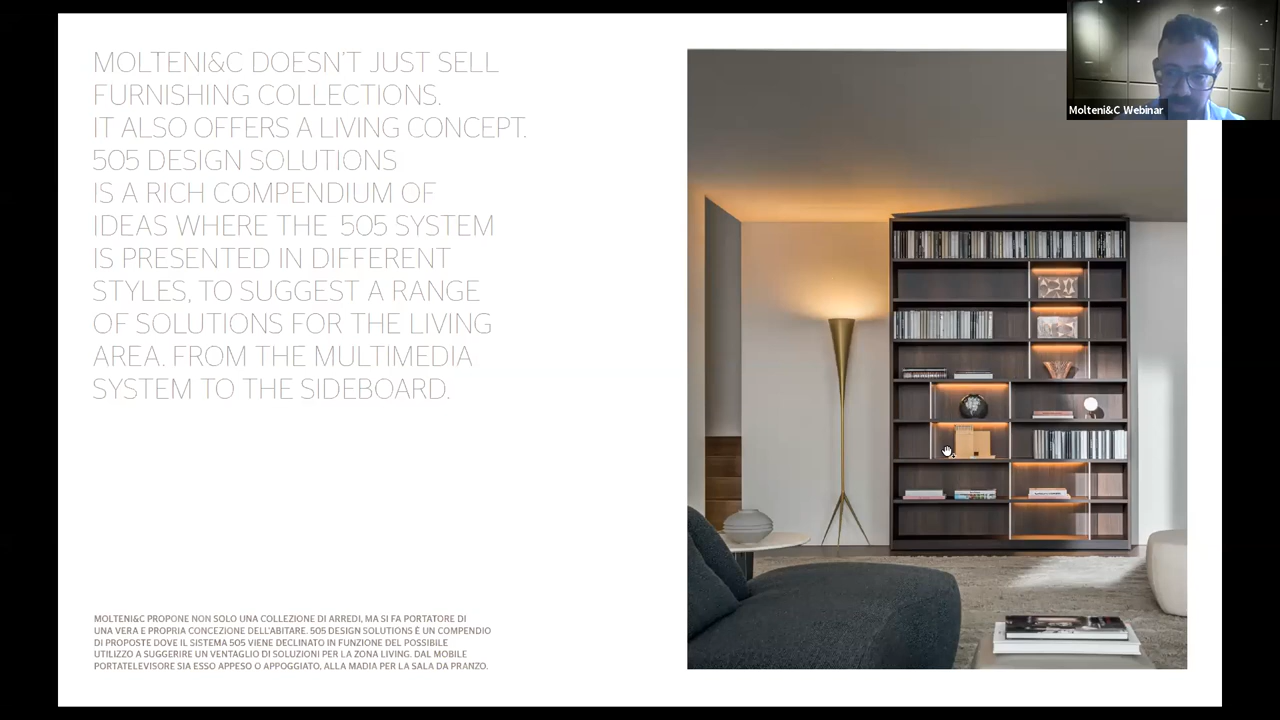 MOLTENI&C DOESN'T JUST SELL
FURNISHING COLLECTIONS.
IT ALSO OFFERS A LIVING CONCEPT.
505 DESIGN SOLUTIONS
IS A RICH COMPENDIUM OF
IDEAS WHERE THE 505 SYSTEM
IS PRESENTED IN DIFFERENT
STYLES, TO SUGGEST A RANGE
OF SOLUTIONS FOR THE LIVING
AREA. FROM THE MULTIMEDIA
SYSTEM TO THE SIDEBOARD.
MOLTENI&C PROPONE NON SOLO UNA COLLEZIONE DI ARREDI, MA SI FA PORTATORE DI
UNA VERA E PROPRIA CONCEZIONE DELL'ABITARE. 505 DESIGN SOLUTIONS È UN COMPENDIO
DI PROPOSTE DOVE IL SISTEMA 505 VIENE DECLINATO IN FUNZIONE DEL POSSIBILE
UTILIZZO A SUGGERIRE UN VENTAGLIO DI SOLUZIONI PER LA ZONA LIVING. DAL MOBILE
PORTATELEVISORE SIA ESSO APPESO O APPOGGIATO, ALLA MADIA PER LA SALA DA PRANZO.
Molteni&C Webinar